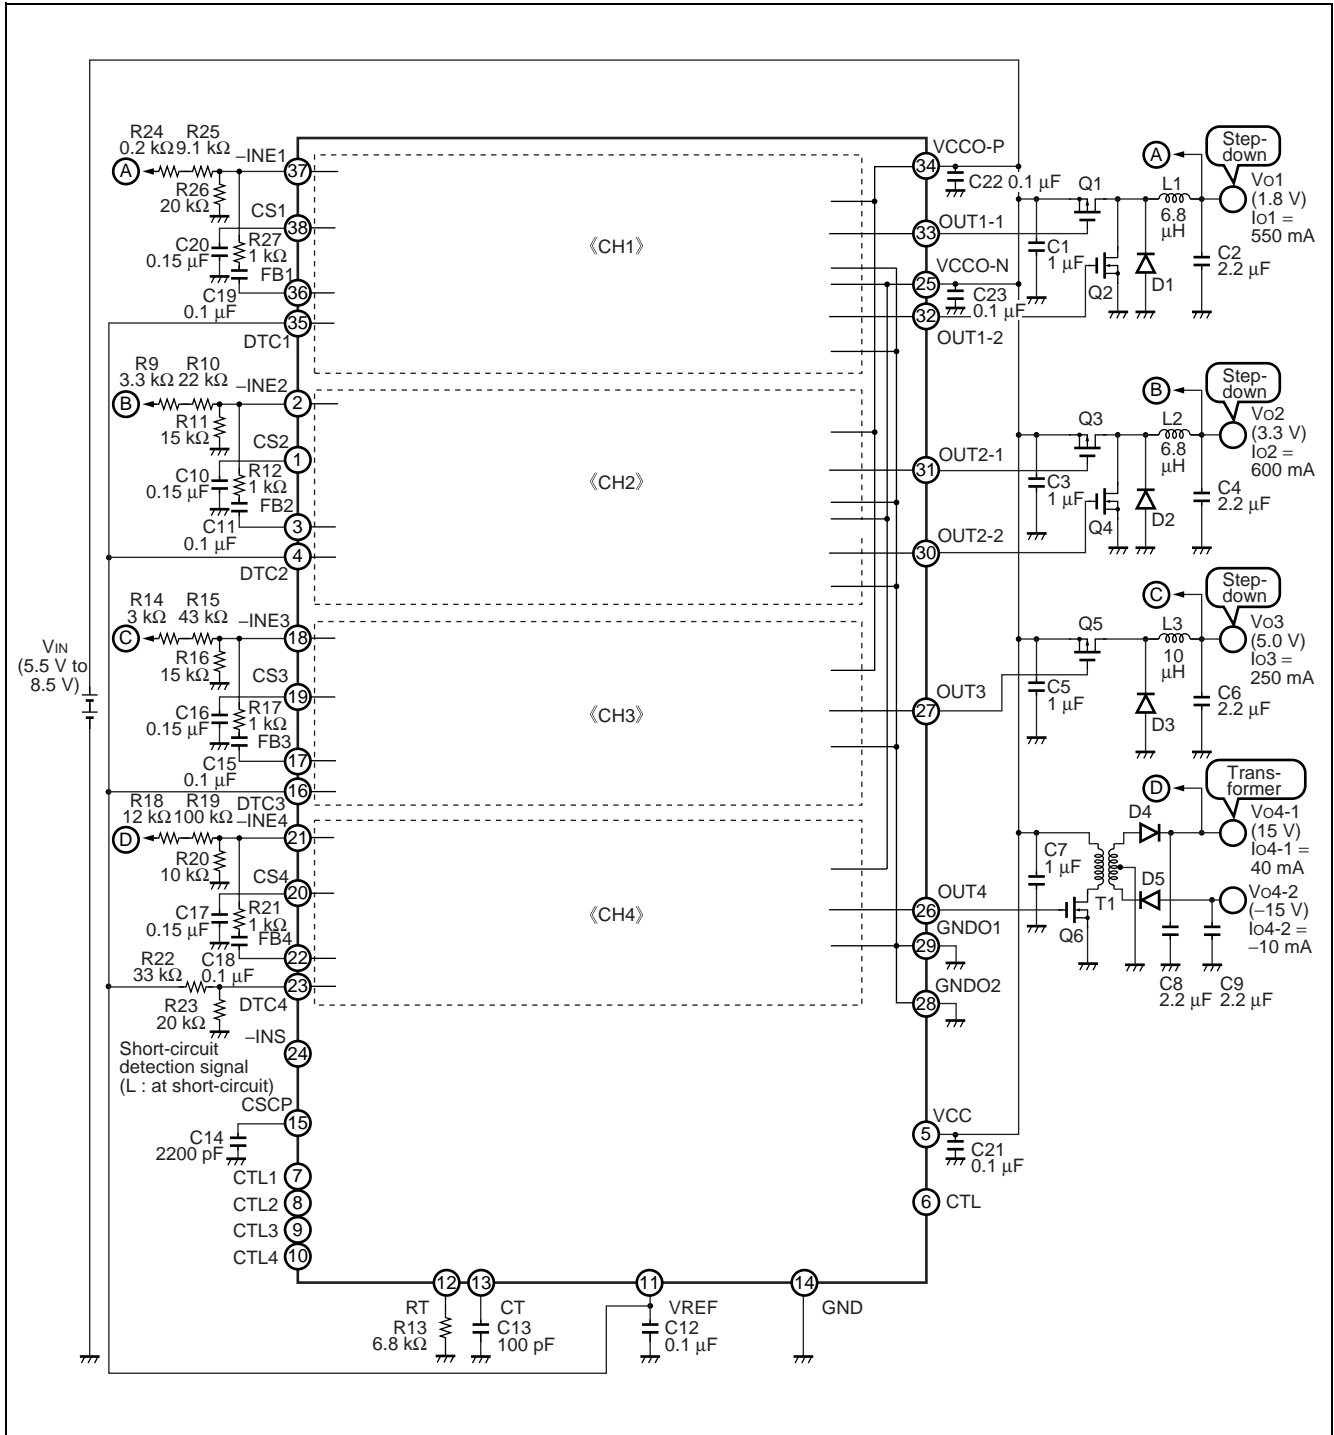 R24 R25
0.2 kΩ 9.1 kΩ
–INE1
A
37
R26
20 kΩ
CS1
38
C20
0.15 µF
R27
1 kΩ
FB1
36
C19
0.1 µF
35
DTC1
《CH1》
R9 R10
3.3 kΩ 22 kΩ
–INE2
B
2
R11
15 kΩ
CS2
1
C10
0.15 µF
R12
1 kΩ
FB2
3
C11
0.1 µF
4
DTC2
《CH2》
R14 R15
3 kΩ 43 kΩ
–INE3
C
18
R16
15 kΩ
CS3
19
C16
0.15 µF
R17
1 kΩ
FB3
17
C15
0.1 µF
16
DTC3
《CH3》
VIN
(5.5 V to
8.5 V)
R18 R19
12 kΩ 100 kΩ
–INE4
D
21
R20
10 kΩ
CS4
20
C17
0.15 µF
R21
1 kΩ
FB4
22
C18
0.1 µF
R22
33 kΩ
23
DTC4
R23
20 kΩ
《CH4》
–INS
24
Short-circuit
detection signal
(L : at short-circuit)
CSCP
15
C14
2200 pF
CTL1 7
CTL2 8
CTL3 9
CTL4 10
12
RT
R13
6.8 kΩ
13
CT
C13
100 pF
11
VREF
C12
0.1 µF
14
GND
VCCO-P
34
C22 0.1 µF
33
OUT1-1
VCCO-N
25
C23
0.1 µF
32
OUT1-2
C1
1 µF
Q1
Q2
D1
L1
6.8
µH
A
Step-
down
VO1
(1.8 V)
IO1 =
550 mA
C2
2.2 µF
31
OUT2-1
30
OUT2-2
C3
1 µF
Q3
Q4
D2
L2
6.8
µH
B
Step-
down
VO2
(3.3 V)
IO2 =
600 mA
C4
2.2 µF
27
OUT3
C5
1 µF
Q5
D3
L3
10
µH
C
Step-
down
VO3
(5.0 V)
IO3 =
250 mA
C6
2.2 µF
D
Trans-
former
D4
VO4-1
(15 V)
IO4-1 =
40 mA
C7
1 µF
T1
D5
VO4-2
(–15 V)
IO4-2 =
–10 mA
OUT4
26
Q6
GNDO1
29
GNDO2
28
C8
2.2 µF
C9
2.2 µF
VCC
5
C21
0.1 µF
6 CTL